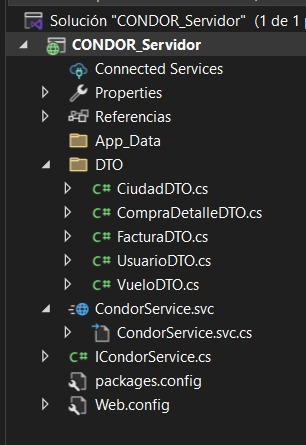 Solución "CONDOR_Servidor" (1 de 1 p
CONDOR_Servidor
Connected Services
Properties
Referencias
App_Data
DTO
C# CiudadDTO.cs
C# CompraDetalleDTO.cs
C# FacturaDTO.cs
C# UsuarioDTO.cs
C# VueloDTO.cs
CondorService.svc
CondorService.svc.cs
C# ICondorService.cs
packages.config
Web.config